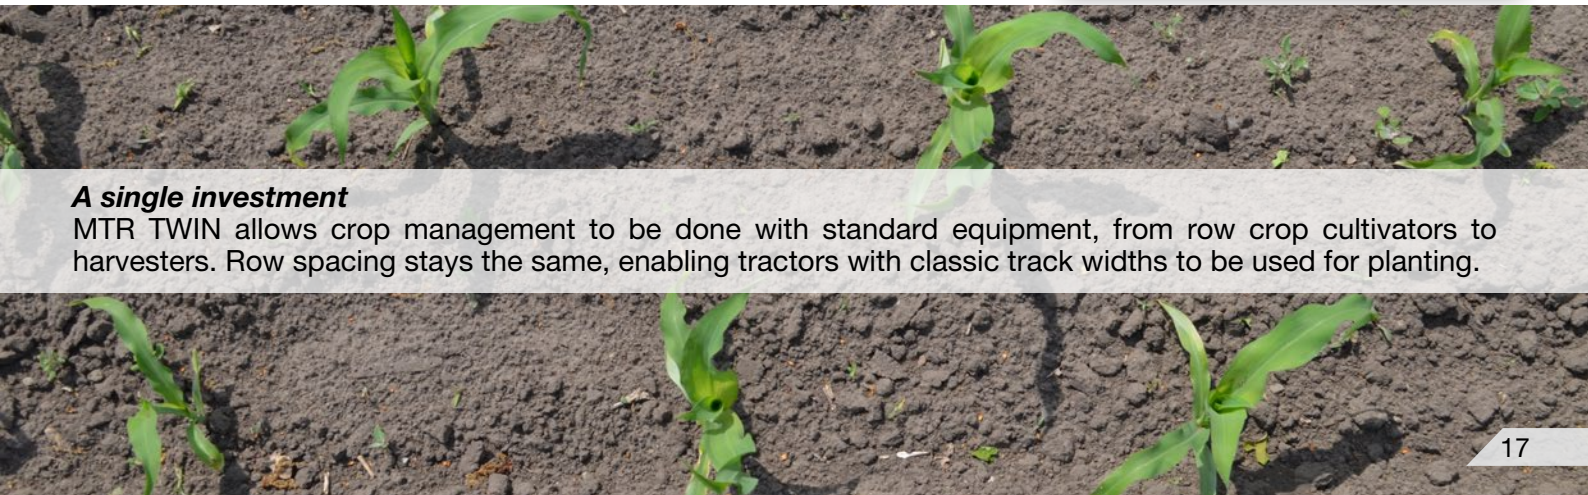 A single investment
MTR TWIN allows crop management to be done with standard equipment, from row crop cultivators to
harvesters. Row spacing stays the same, enabling tractors with classic track widths to be used for planting.
17